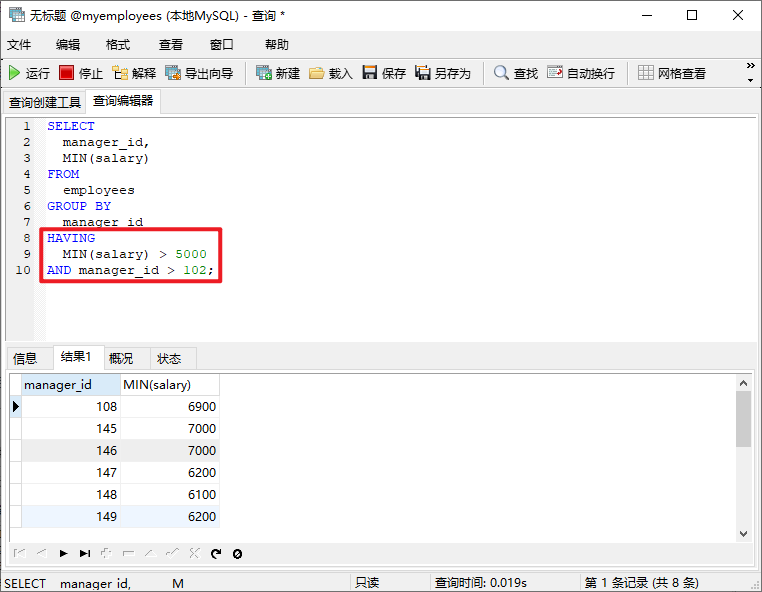 无标题 @myemployees (本地MySQL) - 查询 *
文件 编辑 格式 查看 窗口 帮助
运行 停止 解释 导出向导 新建 载入 保存 另存为 查找 自动换行 网格查看
查询创建工具 查询编辑器
1 SELECT
2 manager_id,
3 MIN(salary)
4 FROM
5 employees
6 GROUP BY
7 manager_id
8 HAVING
9 MIN(salary) > 5000
10 AND manager_id > 102;
信息 结果1 概况 状态
manager_id MIN(salary)
108 6900
145 7000
146 7000
147 6200
148 6100
149 6200
SELECT manager_id, M 只读 查询时间: 0.019s 第 1 条记录 (共 8 条)